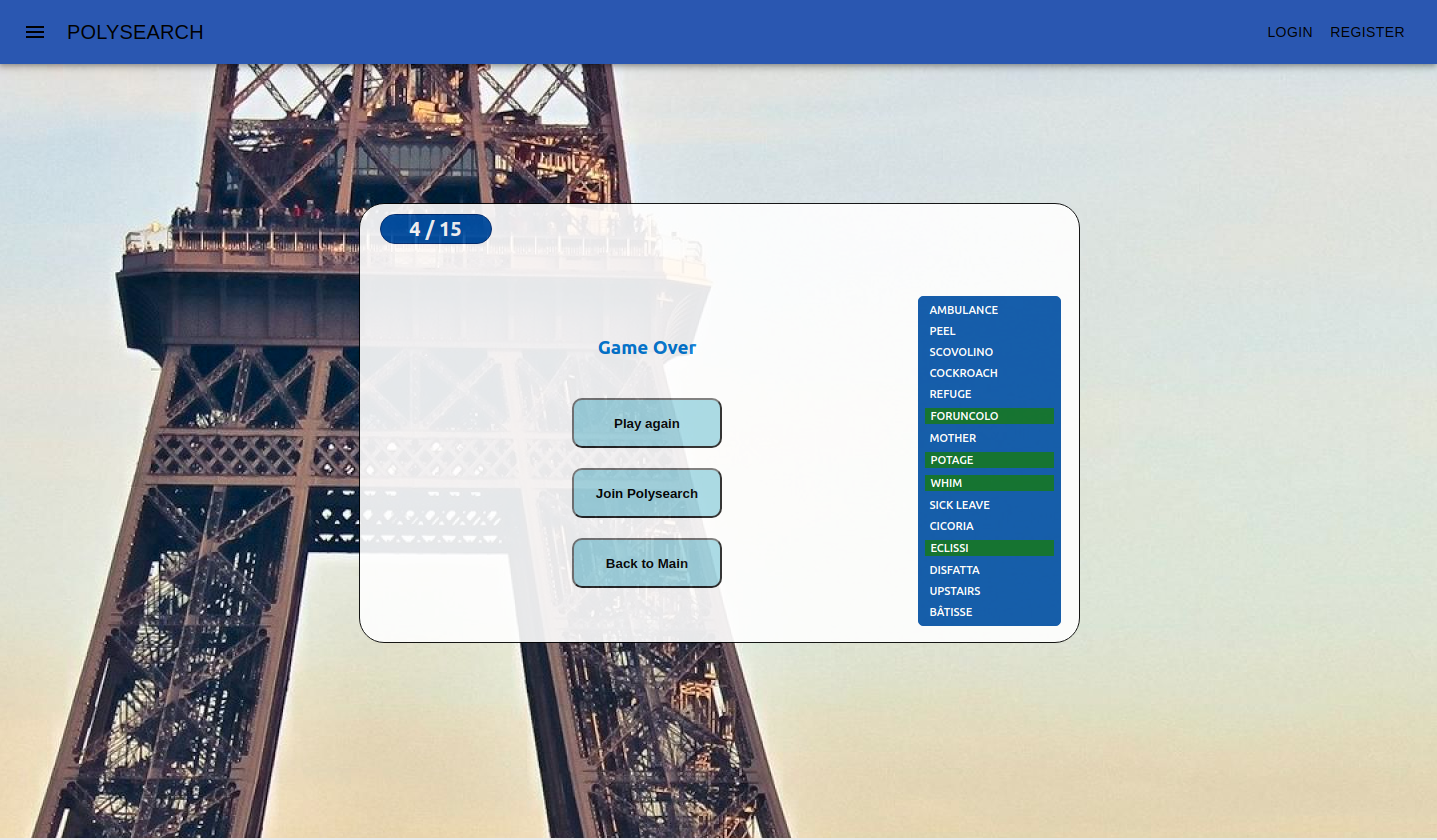 POLYSEARCH
LOGIN REGISTER
4 / 15
Game Over
Play again
Join Polysearch
Back to Main
AMBULANCE
PEEL
SCOVOLINO
COCKROACH
REFUGE
FORUNCOLO
MOTHER
POTAGE
WHIM
SICK LEAVE
CICORIA
ECLISSI
DISFATTA
UPSTAIRS
BÂTISSE